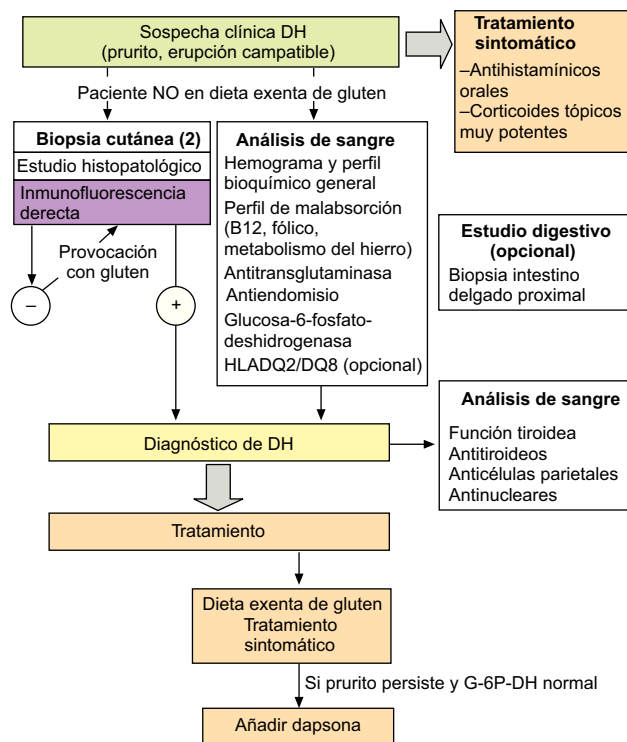 Sospecha clínica DH
(prurito, erupción campatible)
Tratamiento
sintomático
–Antihistamínicos
orales
–Corticoides tópicos
muy potentes
Paciente NO en dieta exenta de gluten
Biopsia cutánea (2)
Estudio histopatológico
Inmunofluorescencia
derecta
Provocación
con gluten
–
+
Análisis de sangre
Hemograma y perfil
bioquímico general
Perfil de malabsorción
(B12, fólico,
metabolismo del hierro)
Antitransglutaminasa
Antiendomisio
Glucosa-6-fosfato-
deshidrogenasa
HLADQ2/DQ8 (opcional)
Estudio digestivo
(opcional)
Biopsia intestino
delgado proximal
Diagnóstico de DH
Análisis de sangre
Función tiroidea
Antitiroideos
Anticélulas parietales
Antinucleares
Tratamiento
Dieta exenta de gluten
Tratamiento
sintomático
Si prurito persiste y G-6P-DH normal
Añadir dapsona